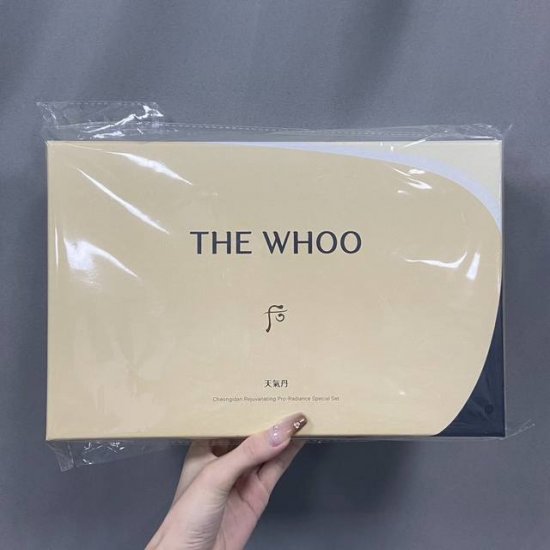 THE WHOO
天氣丹
Cheongidan Rejuvenating Pro-Radiance Special Set